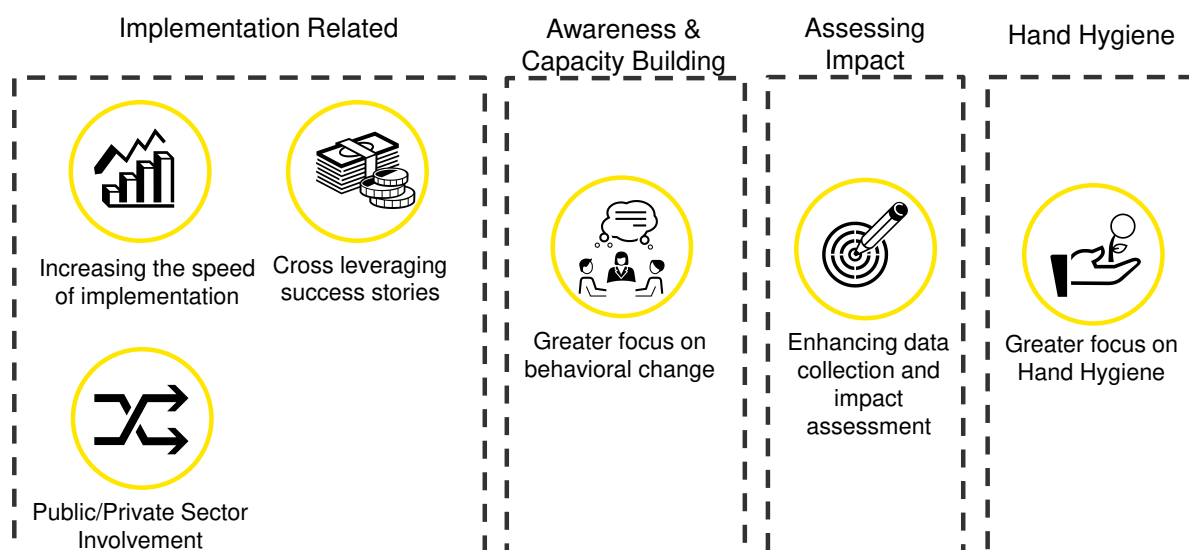 Implementation Related
Awareness &
Capacity Building
Assessing
Impact
Hand Hygiene
Increasing the speed
of implementation
Cross leveraging
success stories
Public/Private Sector
Involvement
Greater focus on
behavioral change
Enhancing data
collection and
impact
assessment
Greater focus on
Hand Hygiene